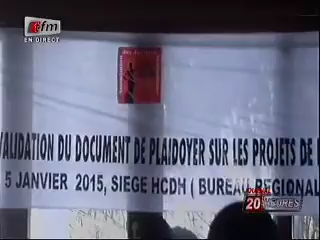 tfm
EN DIRECT
VALIDATION DU DOCUMENT DE PLAIDOYER SUR LES PROJETS DE
5 JANVIER 2015, SIEGE HCDH ( BUREAU REGIONAL
JOURNAL
20 HEURES